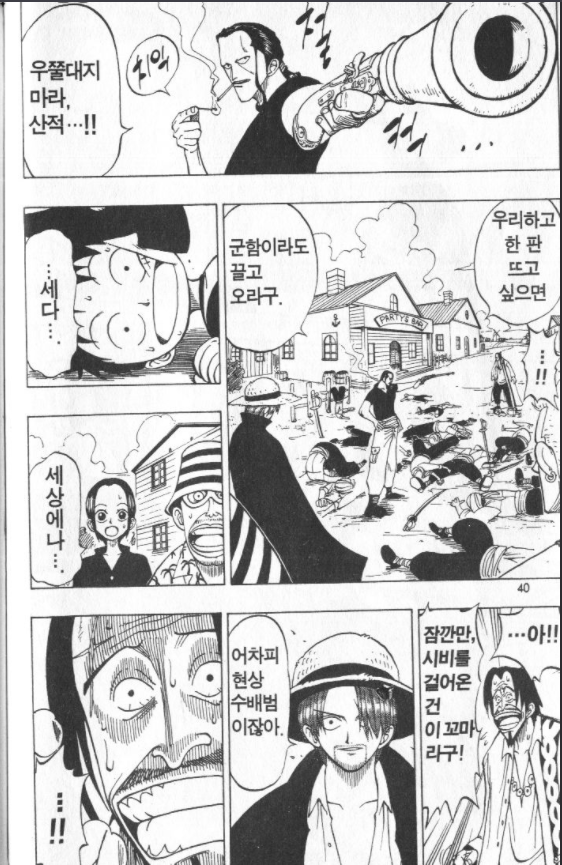 우쭐대지
마라,
산적…!!
치익
우리하고
한 판
뜨고
싶으면
군함이라도
끌고
오라구.
PARTYS BAR
…!!
…세다….
세상에나….
40
…아!!
잠깐만,
시비를
걸어온
건
이 꼬마
라구!
어차피
현상
수배범
이잖아.
…!!